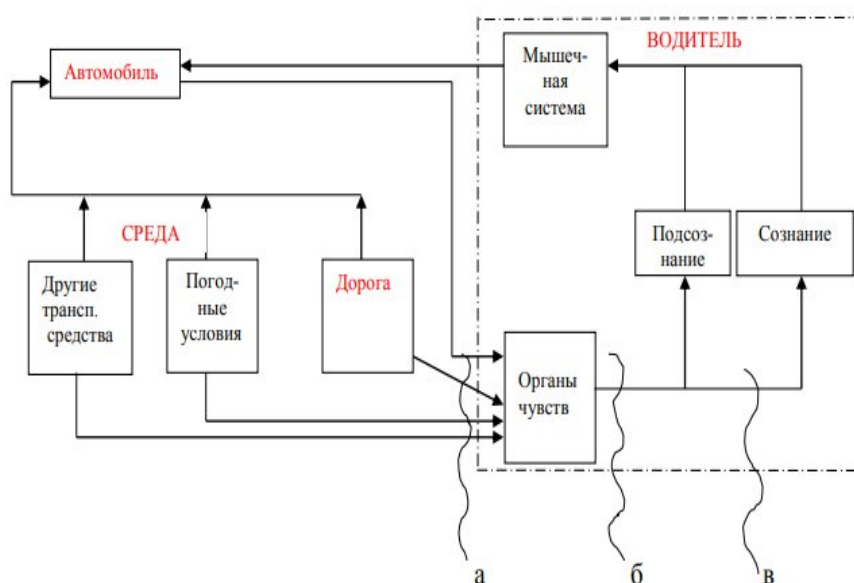 ВОДИТЕЛЬ
Автомобиль
Мышеч-
ная
система
СРЕДА
Подсоз-
нание
Сознание
Другие
трансп.
средства
Погод-
ные
условия
Дорога
Органы
чувств
а
б
в